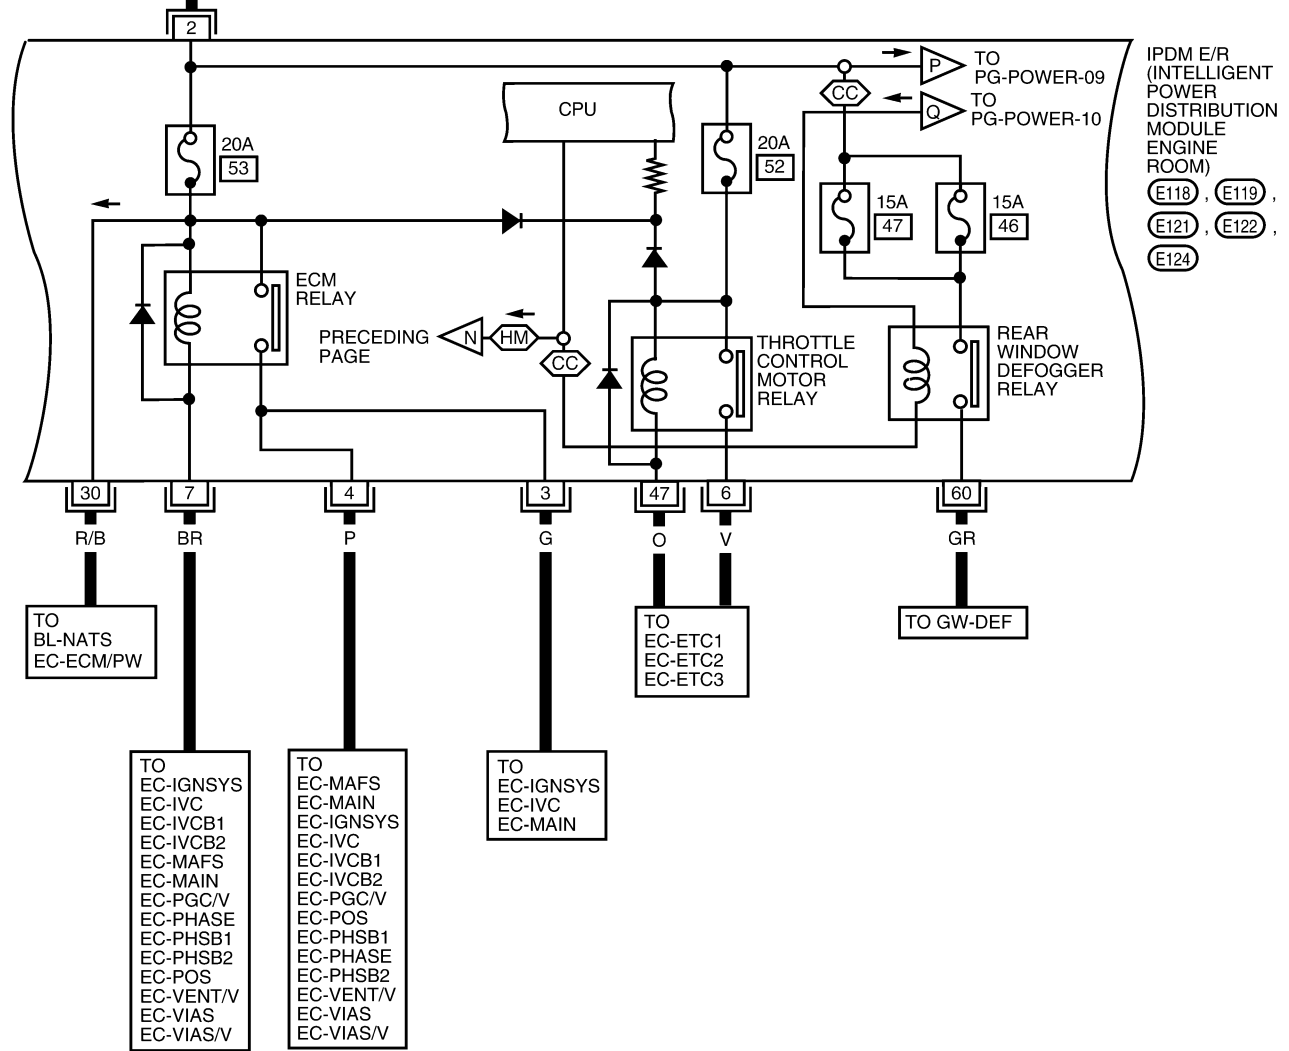 2
P
TO
PG-POWER-09
CC
Q
TO
PG-POWER-10
IPDM E/R
(INTELLIGENT
POWER
DISTRIBUTION
MODULE
ENGINE
ROOM)
E118 , E119 ,
E121 , E122 ,
E124
CPU
20A
53
20A
52
15A
47
15A
46
ECM
RELAY
PRECEDING
PAGE
N
HM
CC
THROTTLE
CONTROL
MOTOR
RELAY
REAR
WINDOW
DEFOGGER
RELAY
30
7
4
3
47
6
60
R/B
BR
P
G
O
V
GR
TO
BL-NATS
EC-ECM/PW
TO
EC-ETC1
EC-ETC2
EC-ETC3
TO GW-DEF
TO
EC-IGNSYS
EC-IVC
EC-IVCB1
EC-IVCB2
EC-MAFS
EC-MAIN
EC-PGC/V
EC-PHASE
EC-PHSB1
EC-PHSB2
EC-POS
EC-VENT/V
EC-VIAS
EC-VIAS/V
TO
EC-MAFS
EC-MAIN
EC-IGNSYS
EC-IVC
EC-IVCB1
EC-IVCB2
EC-PGC/V
EC-POS
EC-PHSB1
EC-PHASE
EC-PHSB2
EC-VENT/V
EC-VIAS
EC-VIAS/V
TO
EC-IGNSYS
EC-IVC
EC-MAIN